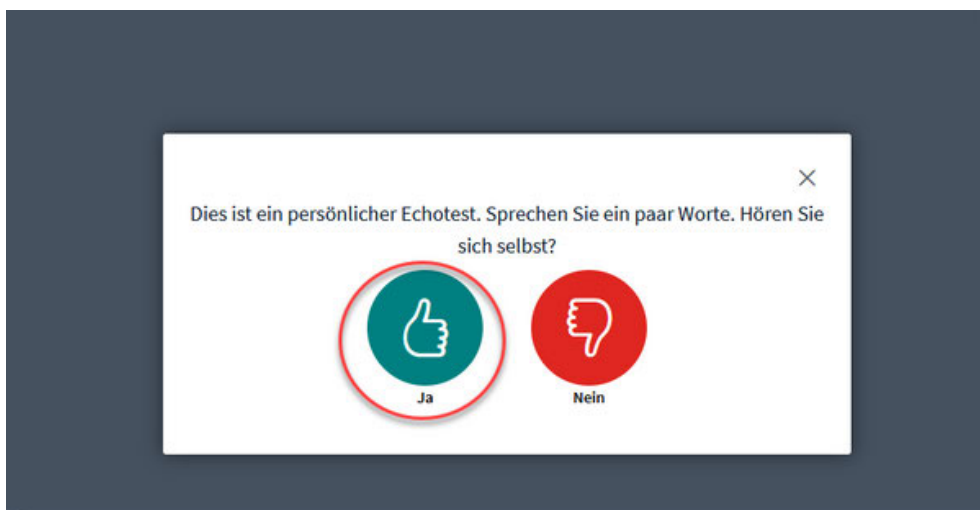 Dies ist ein persönlicher Echotest. Sprechen Sie ein paar Worte. Hören Sie
sich selbst?
Ja
Nein